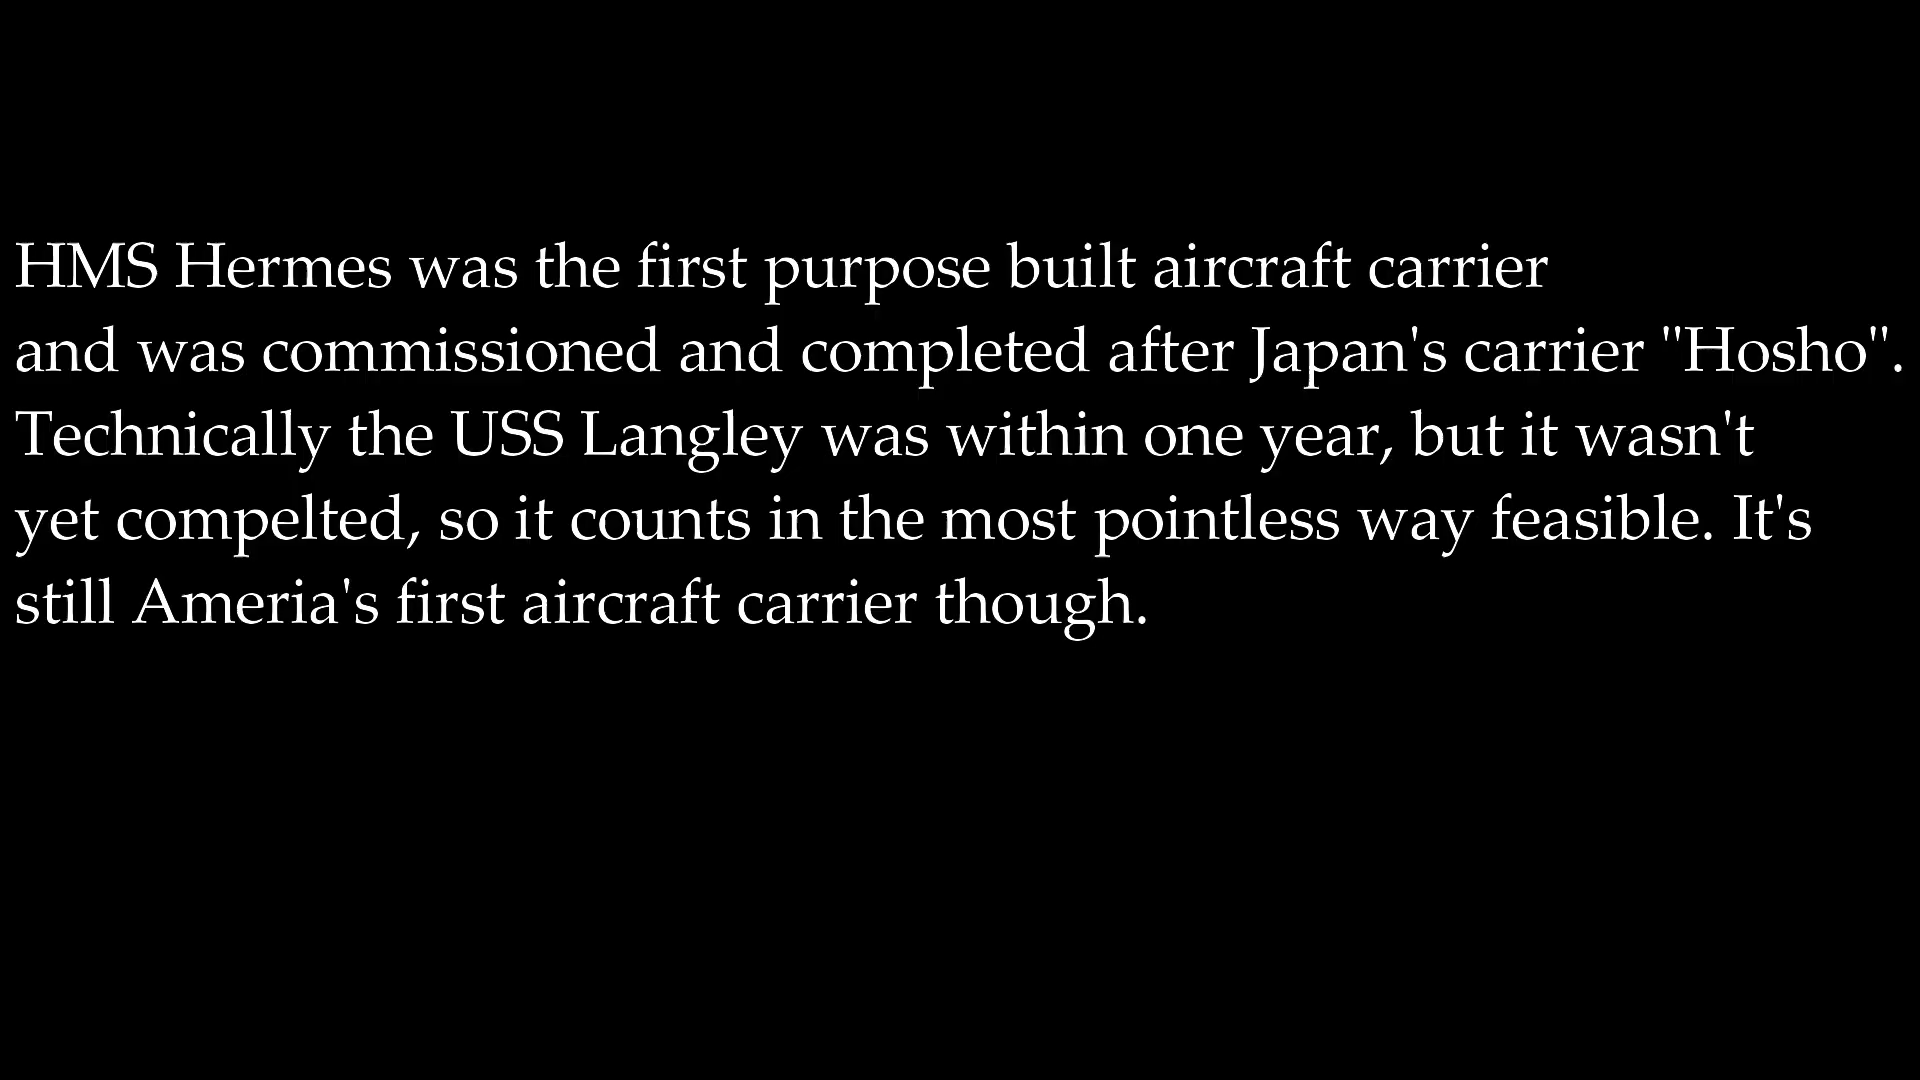 HMS Hermes was the first purpose built aircraft carrier
and was commissioned and completed after Japan's carrier "Hosho".
Technically the USS Langley was within one year, but it wasn't
yet compelted, so it counts in the most pointless way feasible. It's
still Ameria's first aircraft carrier though.